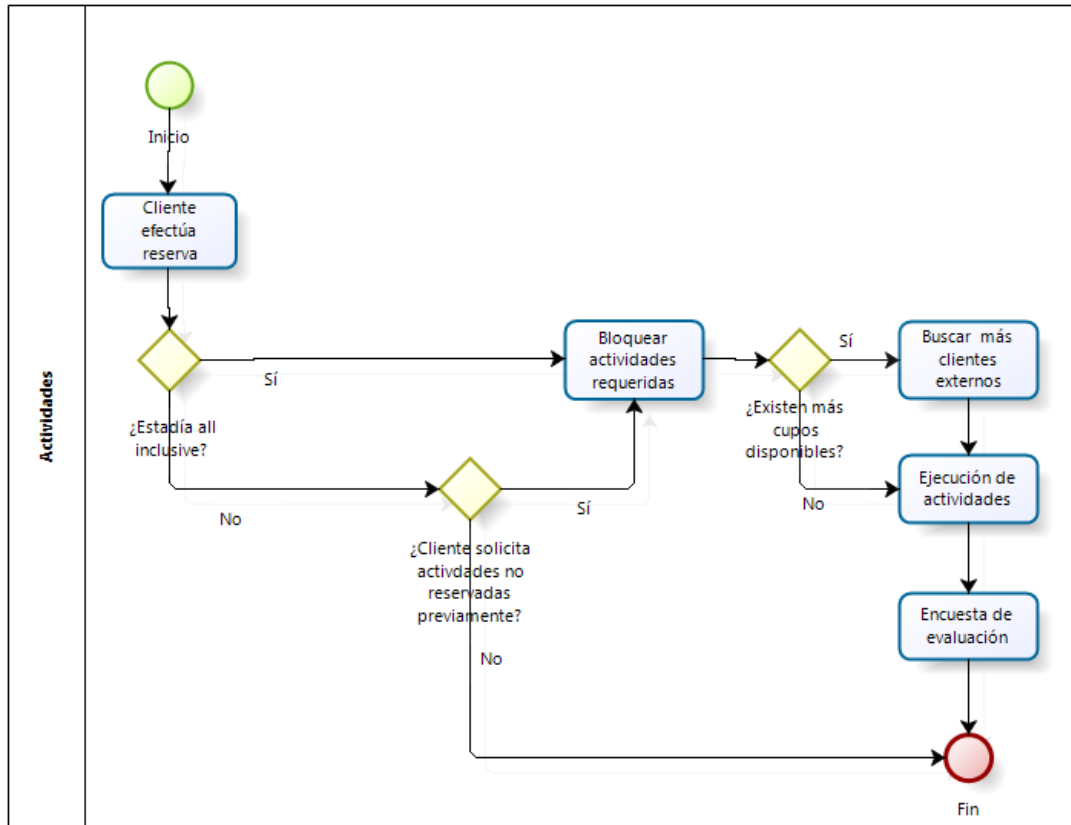 Actividades
Inicio
Cliente
efectúa
reserva
¿Estadía all
inclusive?
Sí
No
¿Cliente solicita
activdades no
reservadas
previamente?
Sí
No
Bloquear
actividades
requeridas
¿Existen más
cupos
disponibles?
Sí
No
Buscar más
clientes
externos
Ejecución de
actividades
Encuesta de
evaluación
Fin